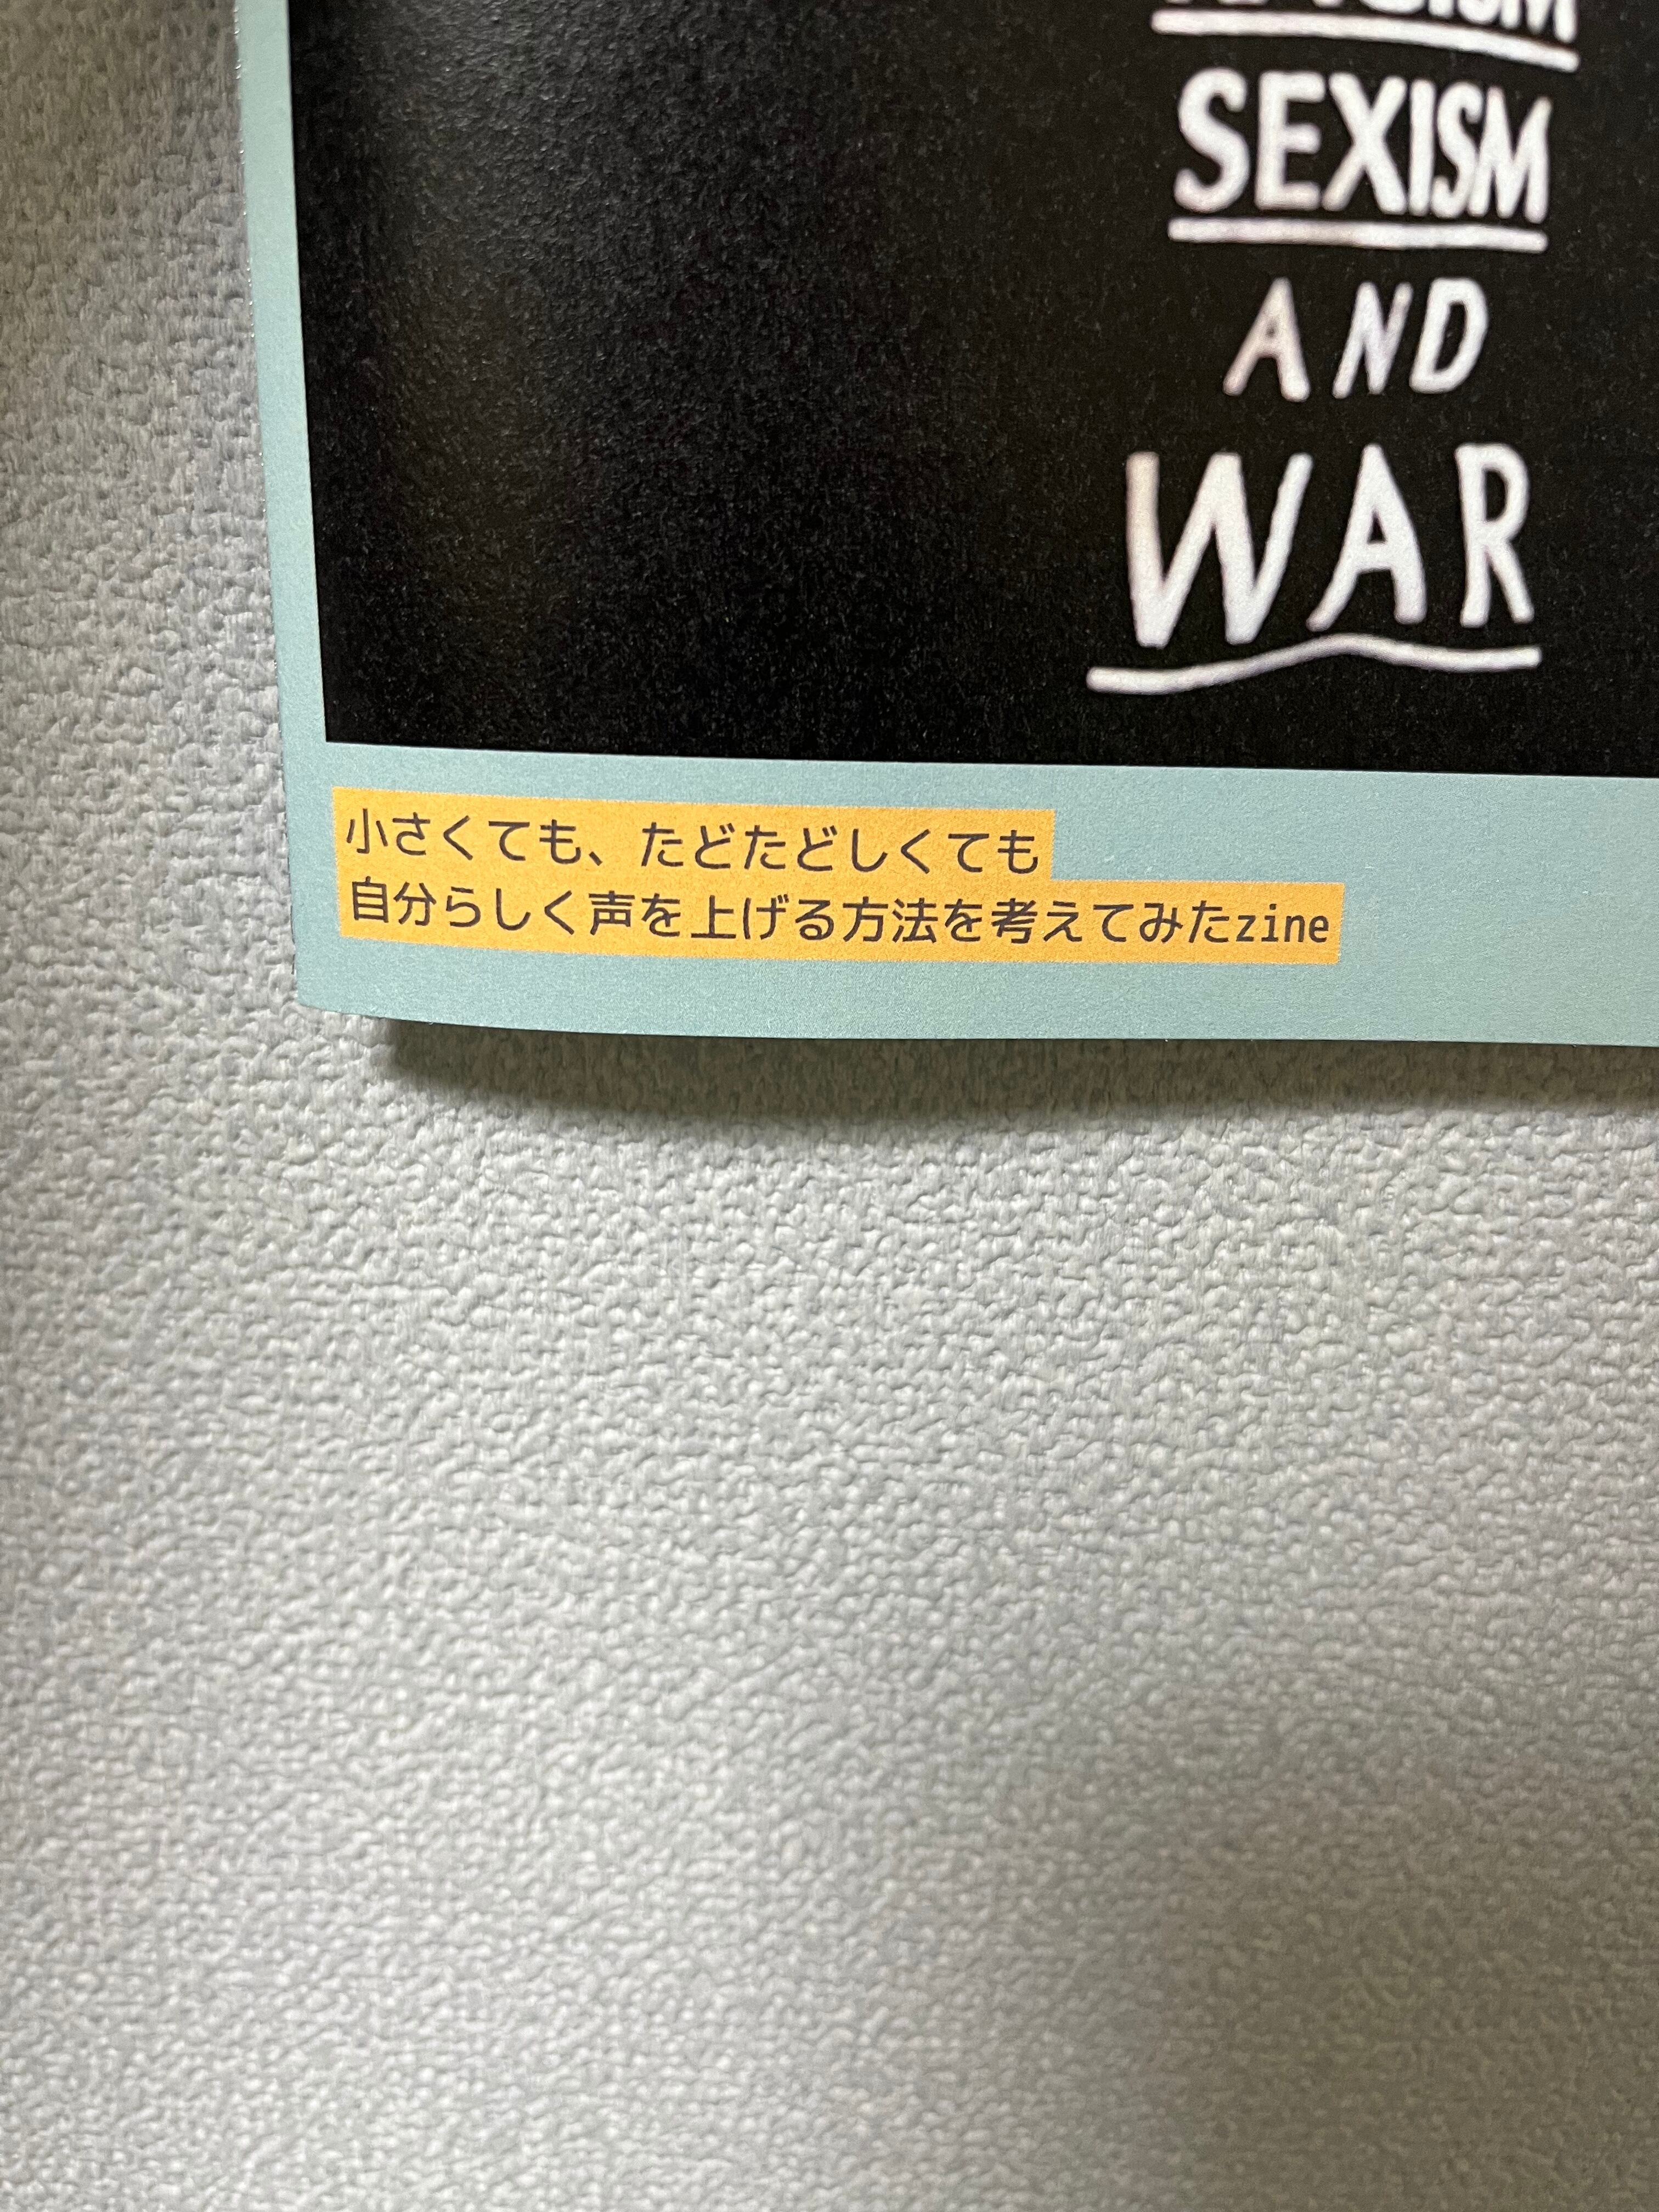 SEXISM
AND
WAR
小さくても、たどたどしくても
自分らしく声を上げる方法を考えてみたzine